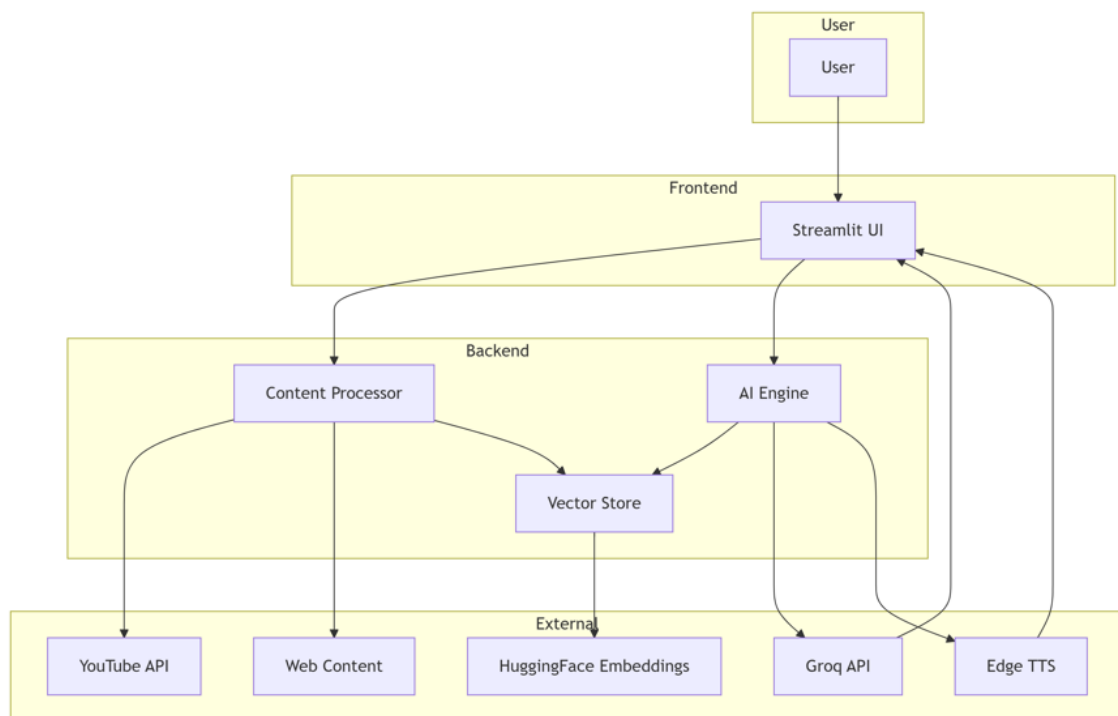 User
User
Frontend
Streamlit UI
Backend
Content Processor
AI Engine
Vector Store
External
YouTube API
Web Content
HuggingFace Embeddings
Groq API
Edge TTS